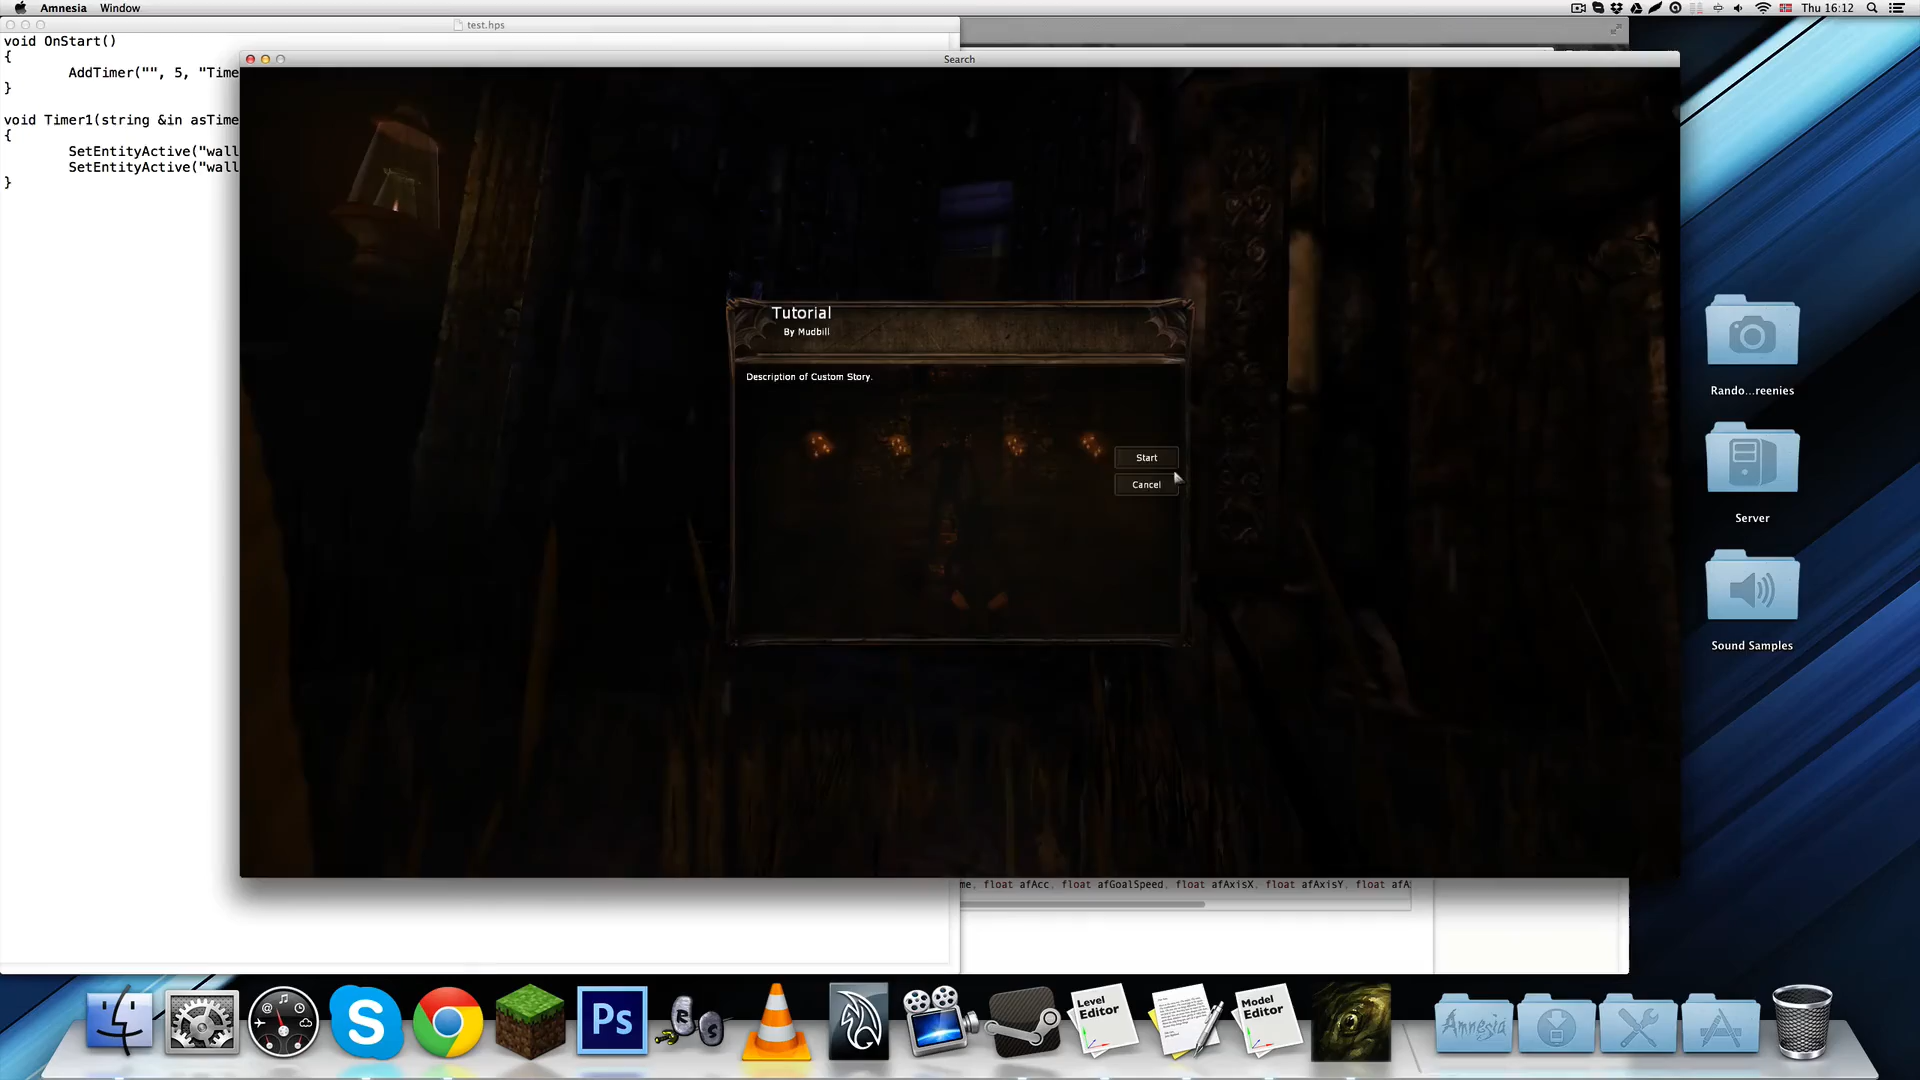 Amnesia Window
Thu 16:12
test.hps
void OnStart()
{
AddTimer("", 5, "Time
}
void Timer1(string &in asTime
{
SetEntityActive("wall
SetEntityActive("wall
}
Search
Tutorial
By Mudbill
Description of Custom Story.
Start
Cancel
me, float afAcc, float afGoalSpeed, float afAxisX, float afAxisY, float afA
Rando...reenies
Server
Sound Samples
Ps
R S
Level
Editor
Model
Editor
Amnesia